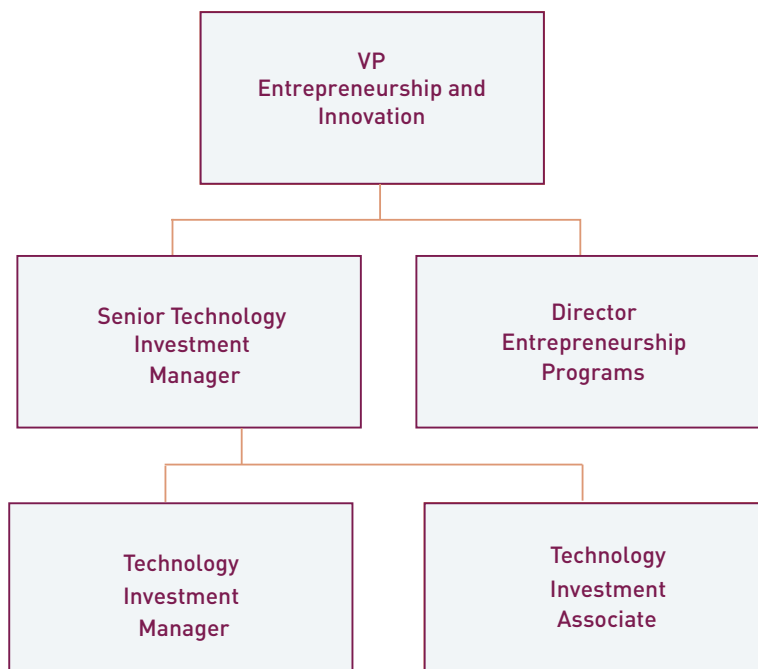 VP
Entrepreneurship and
Innovation
Senior Technology
Investment
Manager
Director
Entrepreneurship
Programs
Technology
Investment
Manager
Technology
Investment
Associate